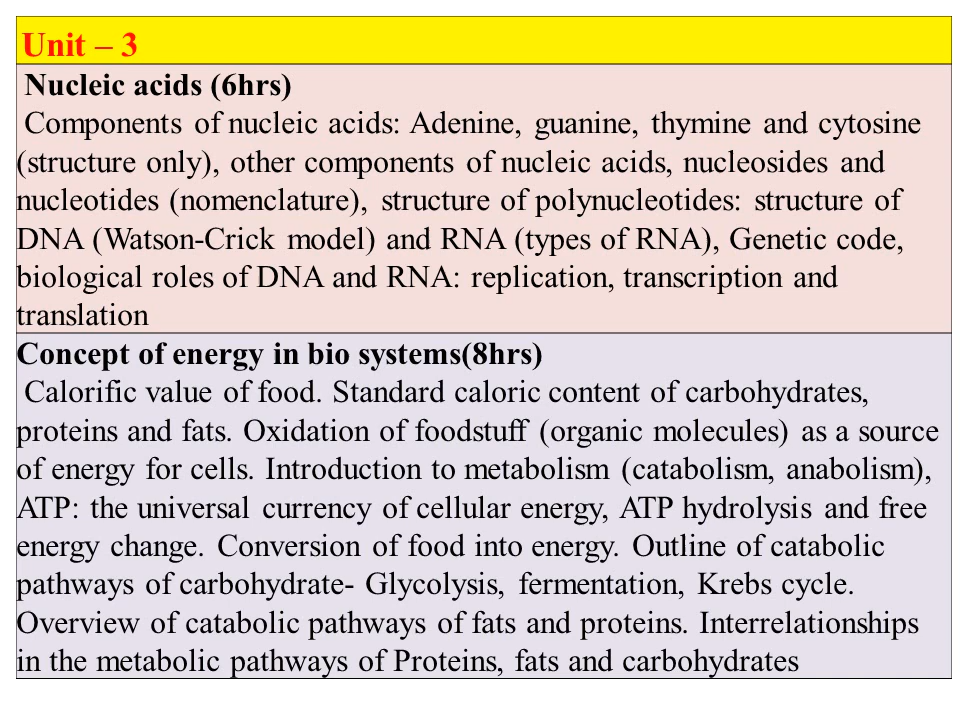 Unit – 3
Nucleic acids (6hrs)
Components of nucleic acids: Adenine, guanine, thymine and cytosine
(structure only), other components of nucleic acids, nucleosides and
nucleotides (nomenclature), structure of polynucleotides: structure of
DNA (Watson-Crick model) and RNA (types of RNA), Genetic code,
biological roles of DNA and RNA: replication, transcription and
translation
Concept of energy in bio systems(8hrs)
Calorific value of food. Standard caloric content of carbohydrates,
proteins and fats. Oxidation of foodstuff (organic molecules) as a source
of energy for cells. Introduction to metabolism (catabolism, anabolism),
ATP: the universal currency of cellular energy, ATP hydrolysis and free
energy change. Conversion of food into energy. Outline of catabolic
pathways of carbohydrate- Glycolysis, fermentation, Krebs cycle.
Overview of catabolic pathways of fats and proteins. Interrelationships
in the metabolic pathways of Proteins, fats and carbohydrates